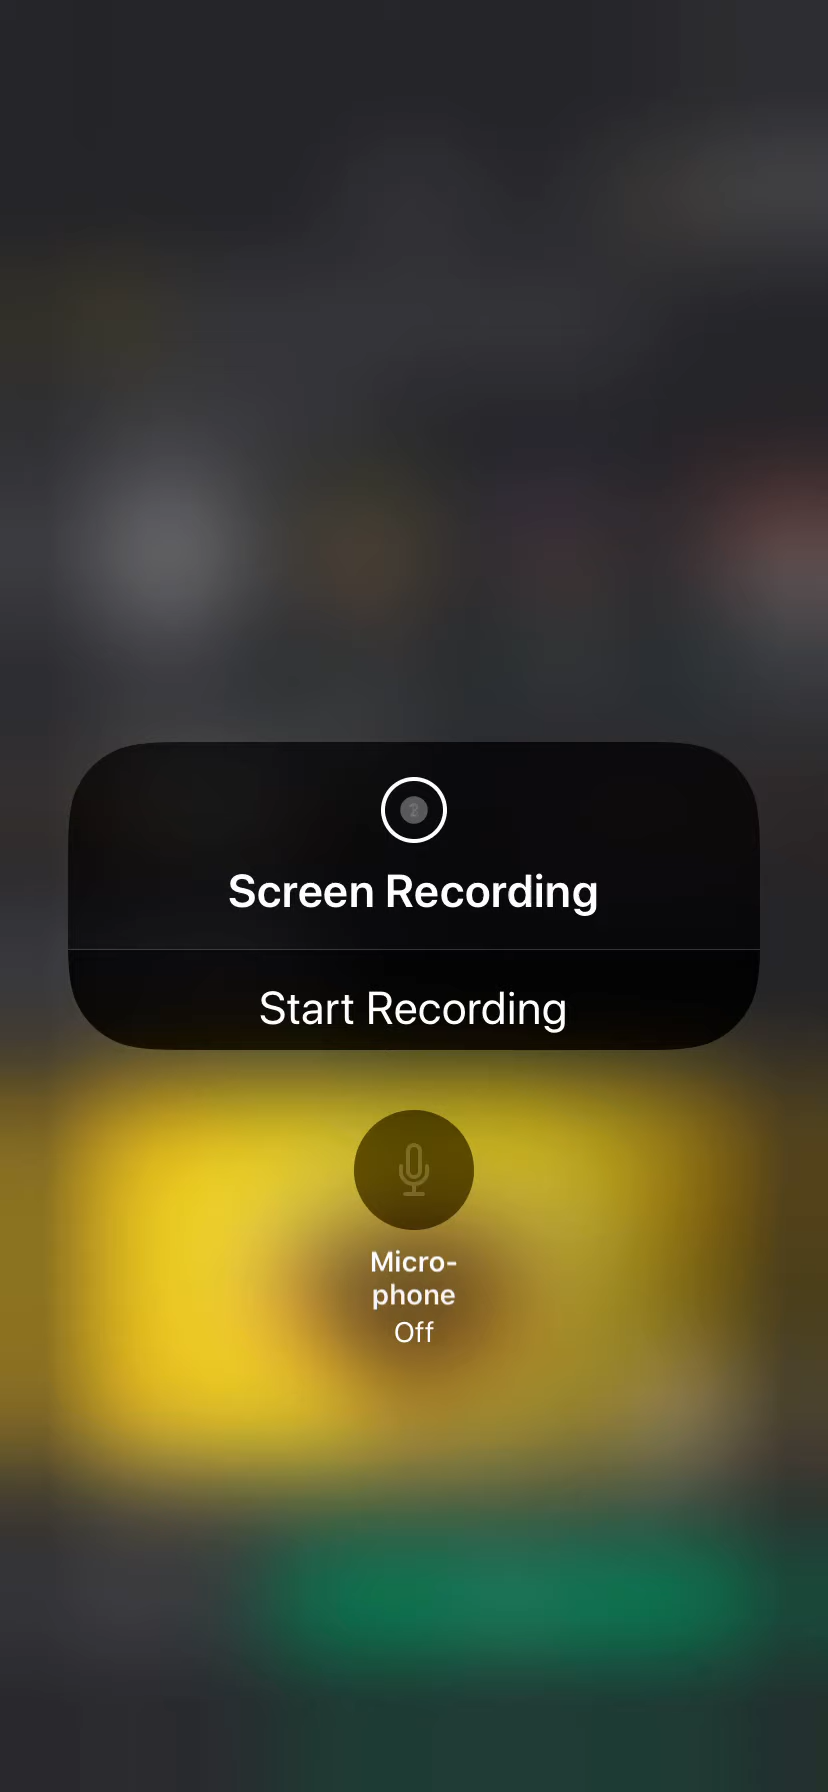 Screen Recording
Start Recording
Micro-
phone
Off